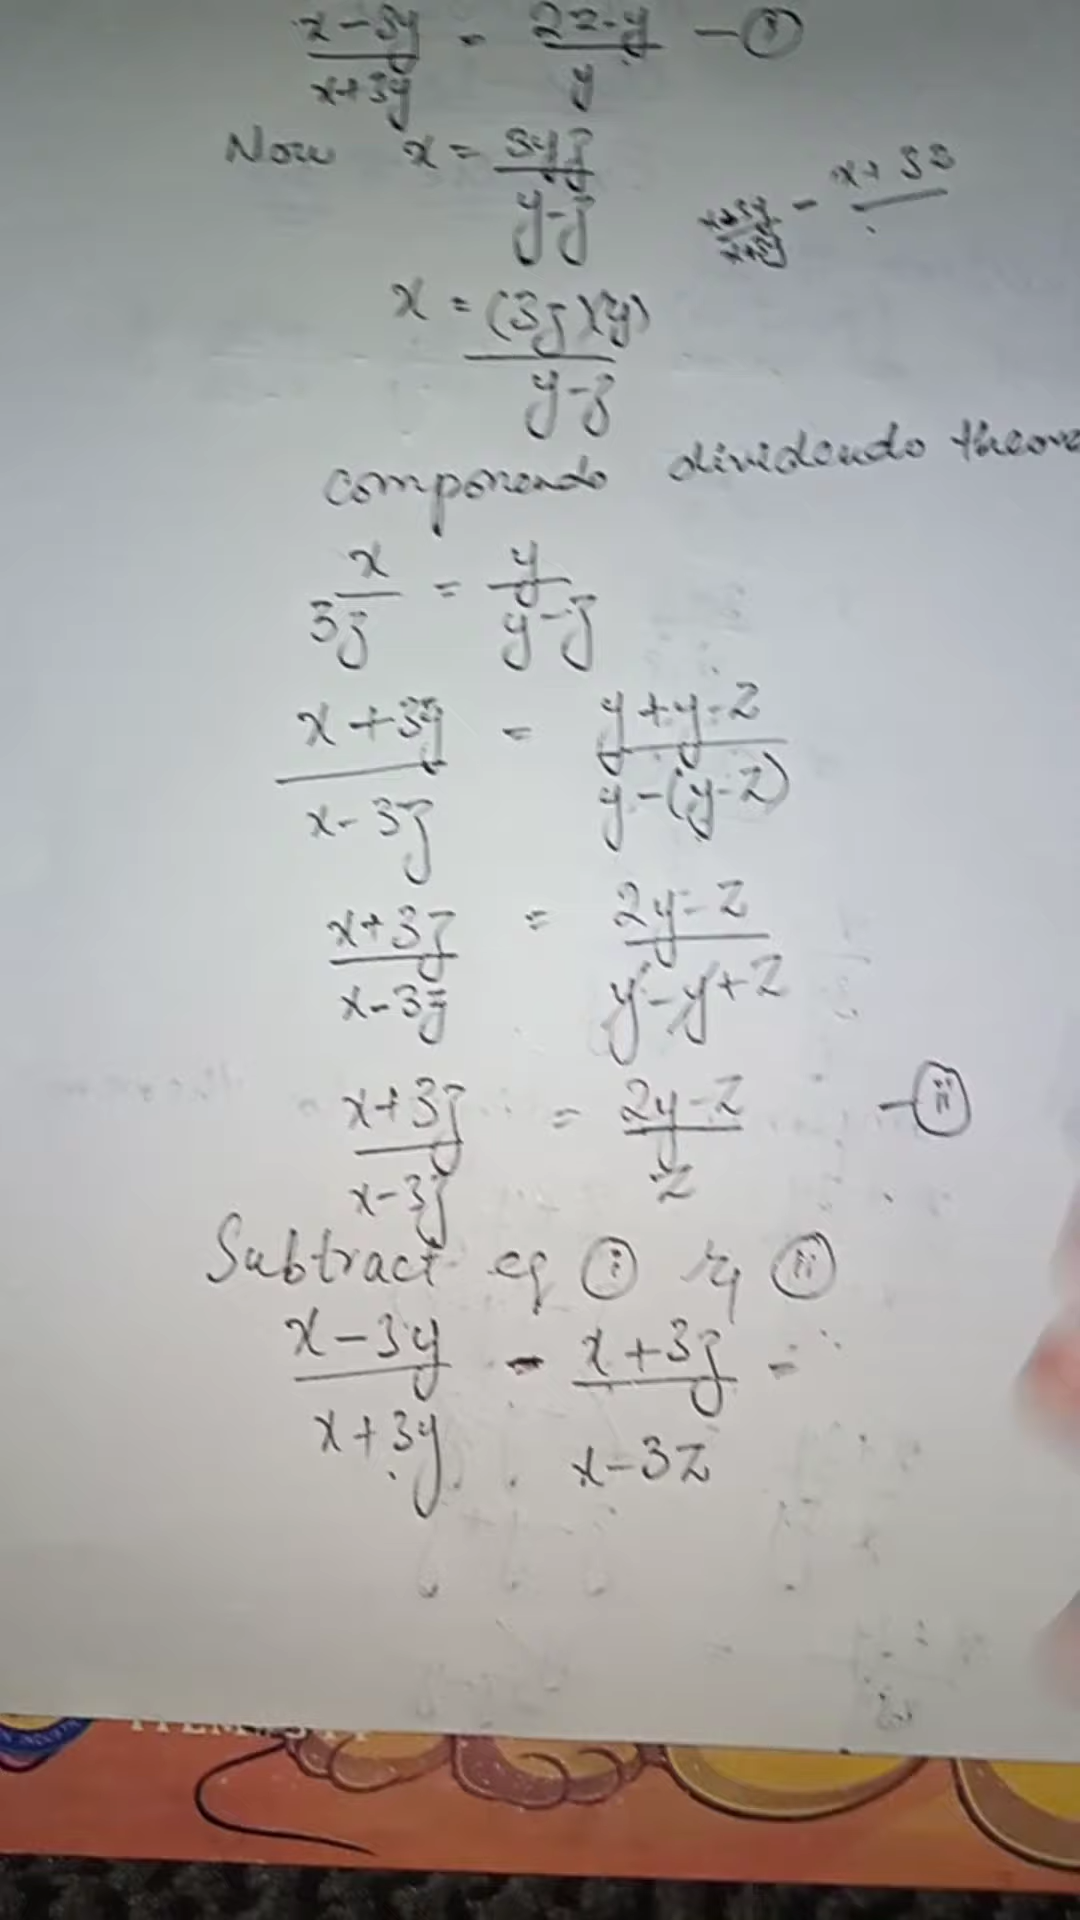 x-3y/x+3y = 2z-y/y —(i)
Now x = 3yz/y-z
x+3z
x = (3z)(y)/y-z
componendo dividendo theore
x/3z = y/y-z
x+3z/x-3z = y+y-z/y-(y-z)
x+3z/x-3z = 2y-z/y-y+z
x+3z/x-3z = 2y-z/z —(ii)
Subtract eq (i) (ii)
x-3y/x+3y - x+3z/x-3z =